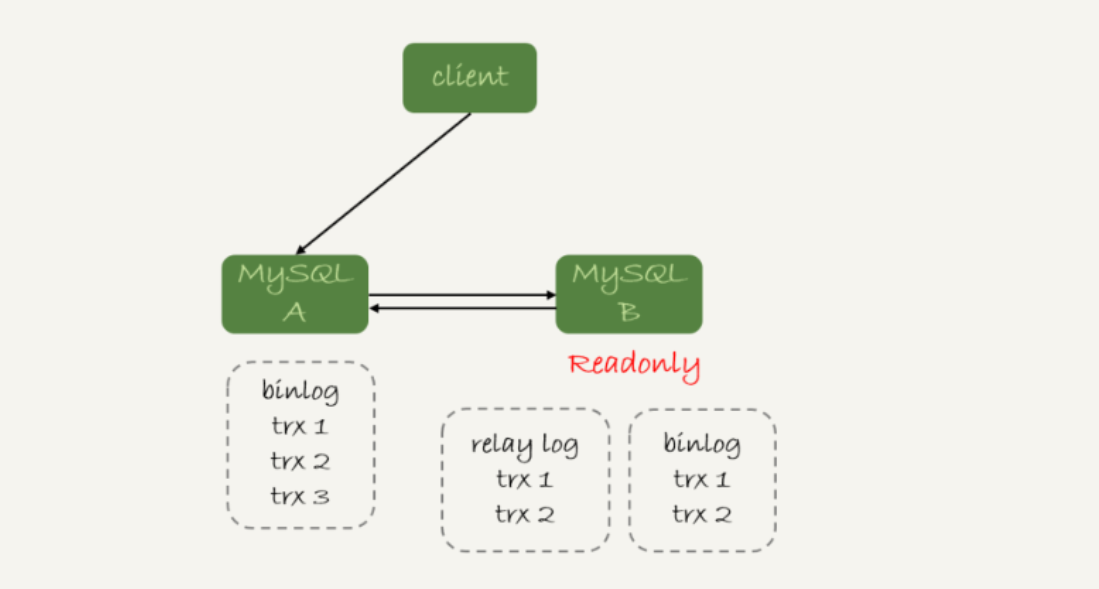 client
MySQL
A
MySQL
B
Readonly
binlog
trx 1
trx 2
trx 3
relay log
trx 1
trx 2
binlog
trx 1
trx 2